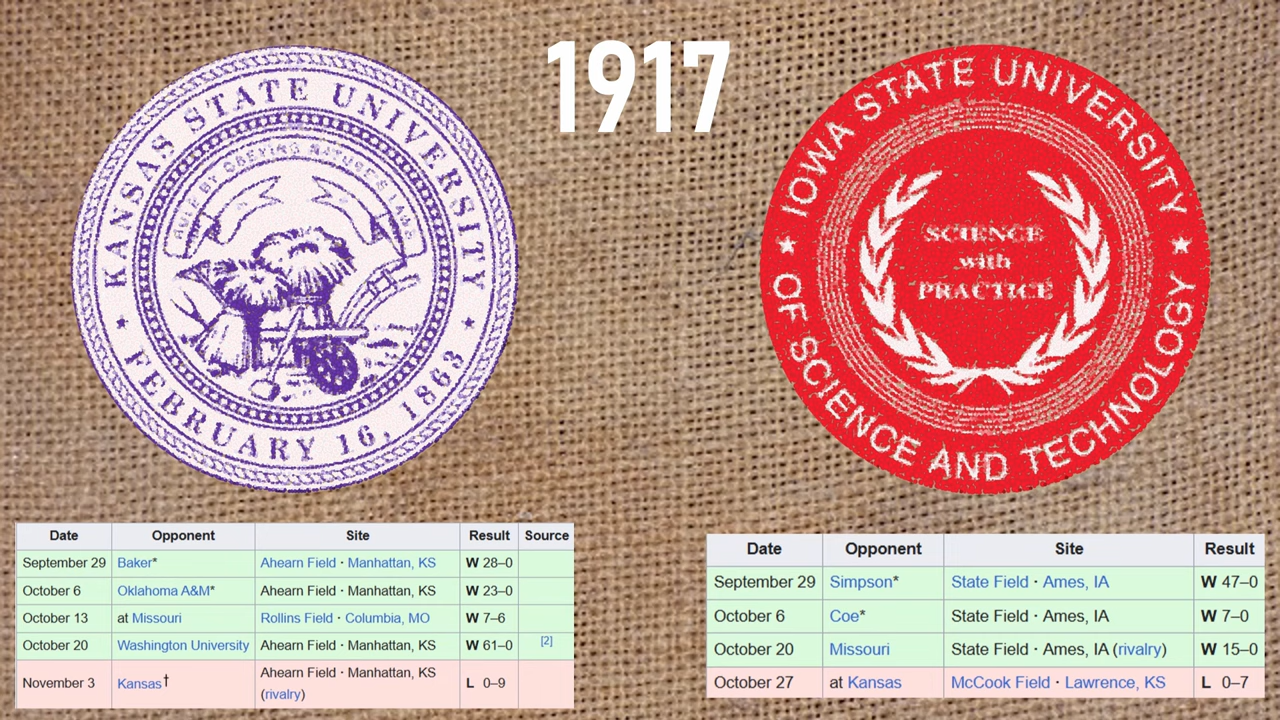 1917
KANSAS STATE UNIVERSITY
RULE BY OBEYING NATURE'S LAWS
FEBRUARY 16, 1863
IOWA STATE UNIVERSITY
OF SCIENCE AND TECHNOLOGY
SCIENCE
with
PRACTICE
Date Opponent Site Result Source
September 29 Baker* Ahearn Field · Manhattan, KS W 28–0
October 6 Oklahoma A&M* Ahearn Field · Manhattan, KS W 23–0
October 13 at Missouri Rollins Field · Columbia, MO W 7–6
October 20 Washington University Ahearn Field · Manhattan, KS W 61–0 [2]
November 3 Kansas† Ahearn Field · Manhattan, KS L 0–9
(rivalry)
Date Opponent Site Result
September 29 Simpson* State Field · Ames, IA W 47–0
October 6 Coe* State Field · Ames, IA W 7–0
October 20 Missouri State Field · Ames, IA (rivalry) W 15–0
October 27 at Kansas McCook Field · Lawrence, KS L 0–7